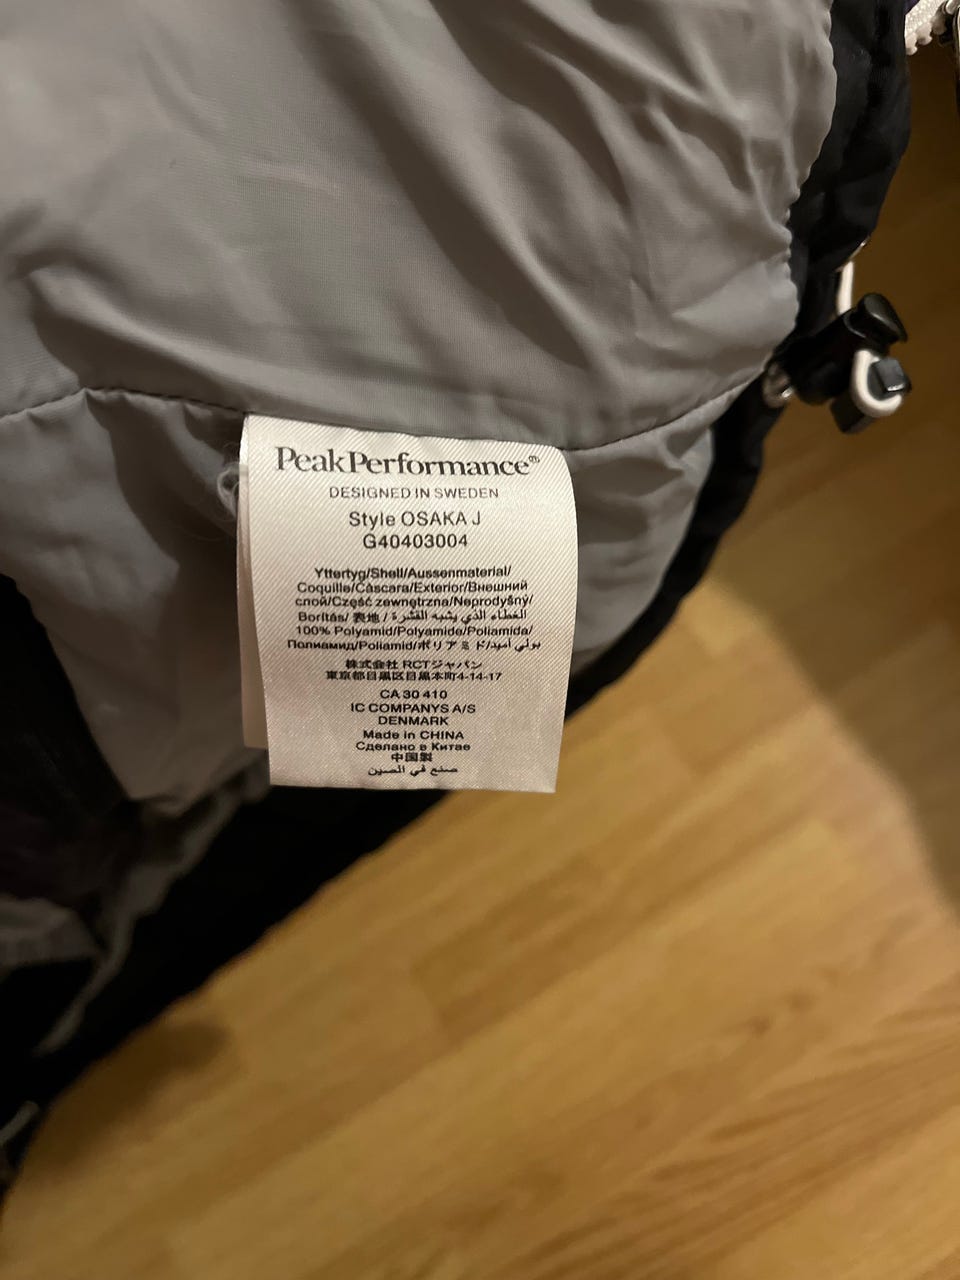 PeakPerformance®
DESIGNED IN SWEDEN
Style OSAKA J
G40403004
Yttertyg/Shell/Aussenmaterial/
Coquille/Càscara/Exterior/Внешний
слой/Część zewnętrzna/Neprodyšný/
Borítás/ 表地 / الغطاء الذي يشبه القشرة/
100% Polyamid/Polyamide/Poliamida/
Полиамид/Poliamid/ポリアミド/بولي أميد
株式会社 RCTジャパン
東京都目黒区目黒本町4-14-17
CA 30 410
IC COMPANYS A/S
DENMARK
Made in CHINA
Сделано в Китае
中国製
صنع في الصين